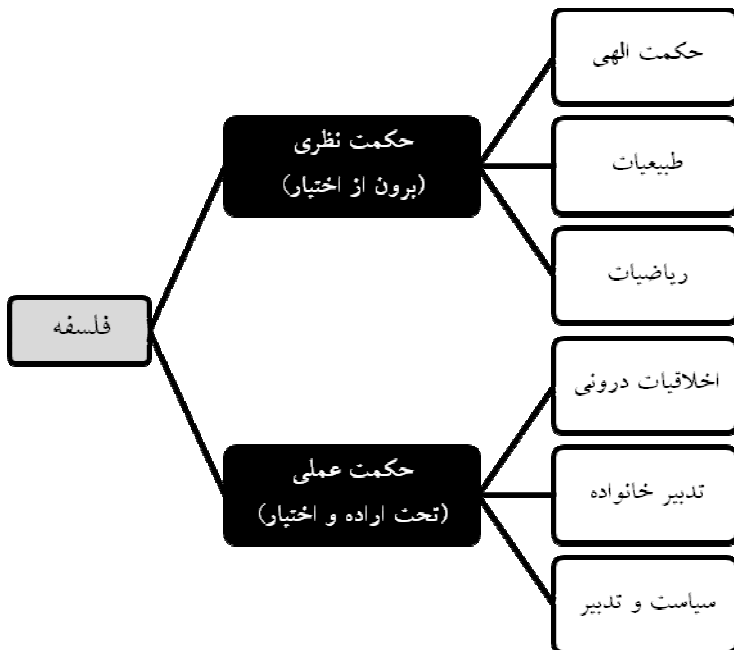 فلسفه
حکمت نظری
(برون از اختیار)
حکمت الهی
طبیعیات
ریاضیات
حکمت عملی
(تحت اراده و اختیار)
اخلاقیات درونی
تدبیر خانواده
سیاست و تدبیر